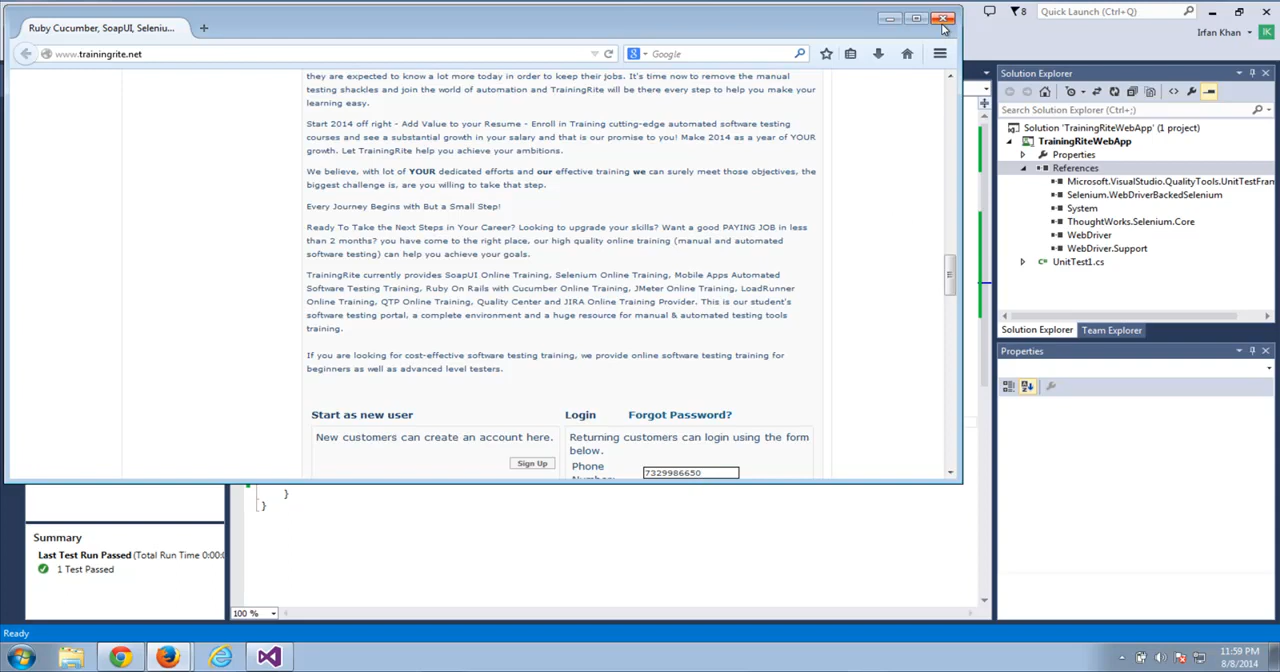 Ruby Cucumber, SoapUI, Seleniu...
8
Quick Launch (Ctrl+Q)
Irfan Khan
IK
www.trainingrite.net
8
Google
they are expected to know a lot more today in order to keep their jobs. It's time now to remove the manual
testing shackles and join the world of automation and TrainingRite will be there every step to help you make your
learning easy.
Start 2014 off right - Add Value to your Resume - Enroll in Training cutting-edge automated software testing
courses and see a substantial growth in your salary and that is our promise to you! Make 2014 as a year of YOUR
growth. Let TrainingRite help you achieve your ambitions.
We believe, with lot of YOUR dedicated efforts and our effective training we can surely meet those objectives, the
biggest challenge is, are you willing to take that step.
Every Journey Begins with But a Small Step!
Ready To Take the Next Steps in Your Career? Looking to upgrade your skills? Want a good PAYING JOB in less
than 2 months? you have come to the right place, our high quality online training (manual and automated
software testing) can help you achieve your goals.
TrainingRite currently provides SoapUI Online Training, Selenium Online Training, Mobile Apps Automated
Software Testing Training, Ruby On Rails with Cucumber Online Training, JMeter Online Training, LoadRunner
Online Training, QTP Online Training, Quality Center and JIRA Online Training Provider. This is our student's
software testing portal, a complete environment and a huge resource for manual & automated testing tools
training.
If you are looking for cost-effective software testing training, we provide online software testing training for
beginners as well as advanced level testers.
Start as new user
New customers can create an account here.
Sign Up
Login Forgot Password?
Returning customers can login using the form
below.
Phone
7329986650
Solution Explorer
Search Solution Explorer (Ctrl+;)
Solution 'TrainingRiteWebApp' (1 project)
TrainingRiteWebApp
Properties
References
Microsoft.VisualStudio.QualityTools.UnitTestFram
Selenium.WebDriverBackedSelenium
System
ThoughtWorks.Selenium.Core
WebDriver
WebDriver.Support
C# UnitTest1.cs
Solution Explorer Team Explorer
Properties
}
}
Summary
Last Test Run Passed (Total Run Time 0:00:0
1 Test Passed
100 %
Ready
11:59 PM
8/8/2014